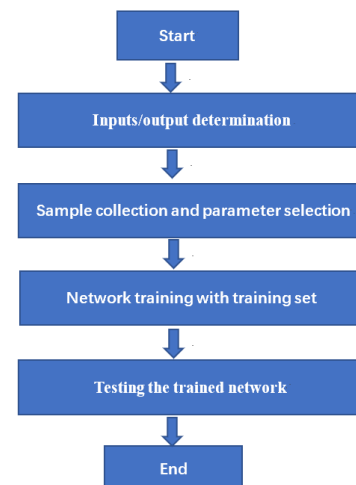 Start
Inputs/output determination
Sample collection and parameter selection
Network training with training set
Testing the trained network
End